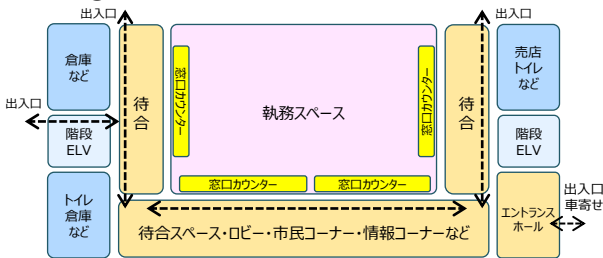 出入口
出入口
倉庫
など
出入口
階段
ELV
トイレ
倉庫
など
待
合
窓口カウンター
執務スペース
窓口カウンター
窓口カウンター
窓口カウンター
待
合
売店
トイレ
など
階段
ELV
エントランス
ホール
出入口
車寄せ
待合スペース・ロビー・市民コーナー・情報コーナーなど